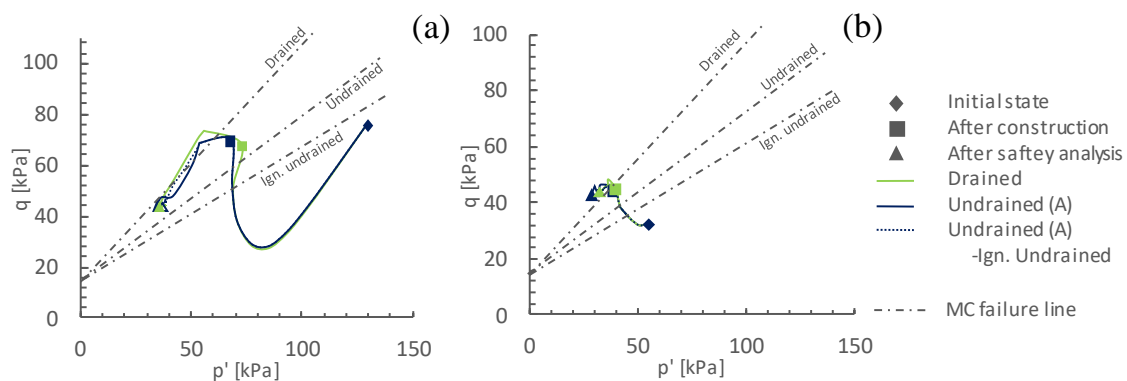 (a)
100
80
60
40
20
0
q [kPa]
0 50 100 150
p' [kPa]
Drained
Undrained
Ign. undrained
(b)
100
80
60
40
20
0
q [kPa]
0 50 100 150
p' [kPa]
Drained
Undrained
Ign. undrained
Initial state
After construction
After saftey analysis
Drained
Undrained (A)
Undrained (A)
-Ign. Undrained
MC failure line